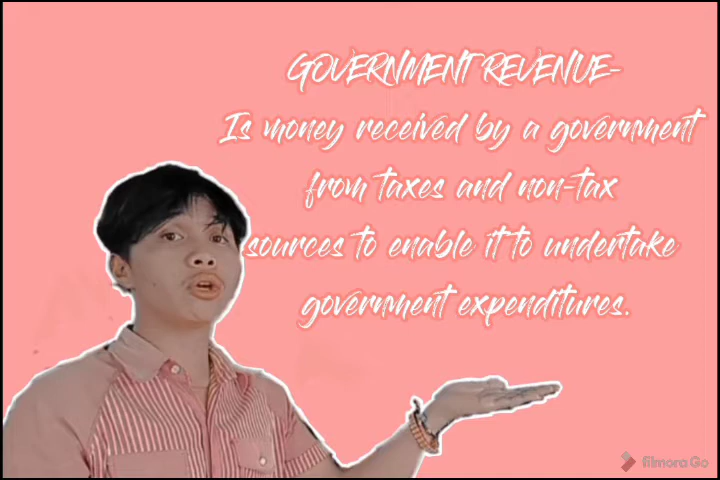 GOVERNMENT REVENUE-
Is money received by a government
from taxes and non-tax
sources to enable it to undertake
government expenditures.
filmora Go